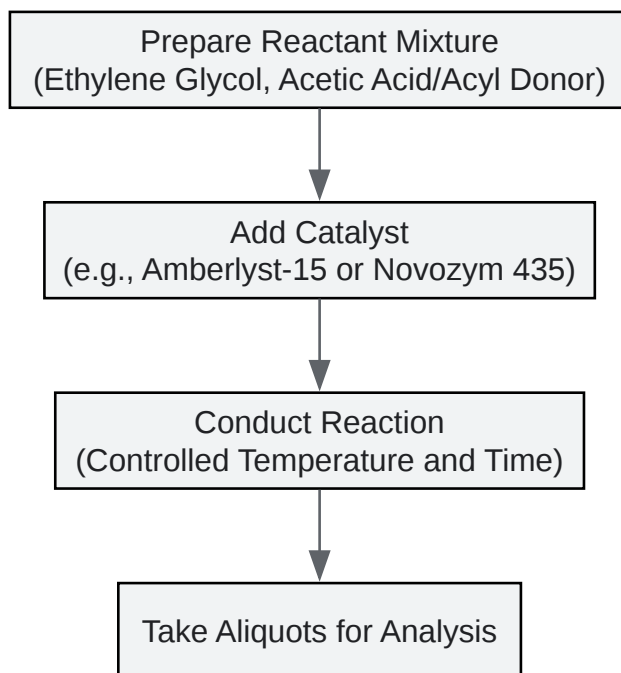 Prepare Reactant Mixture
(Ethylene Glycol, Acetic Acid/Acyl Donor)
Add Catalyst
(e.g., Amberlyst-15 or Novozym 435)
Conduct Reaction
(Controlled Temperature and Time)
Take Aliquots for Analysis